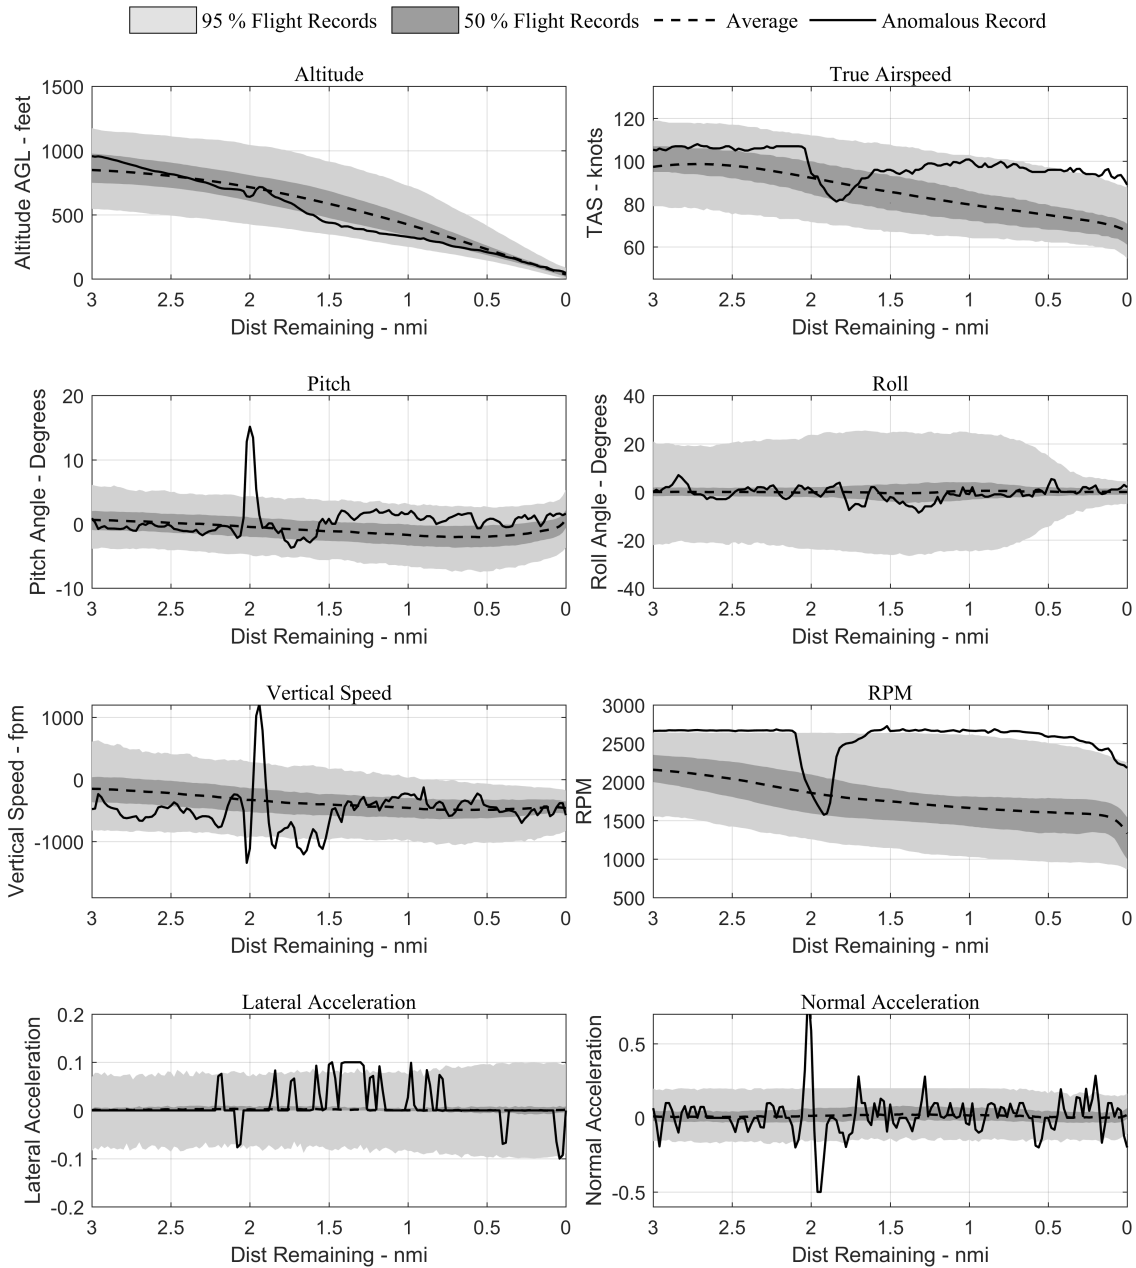 95 % Flight Records 50 % Flight Records Average Anomalous Record
Altitude
Altitude AGL - feet
1500
1000
500
0
3 2.5 2 1.5 1 0.5 0
Dist Remaining - nmi
True Airspeed
TAS - knots
120
100
80
60
3 2.5 2 1.5 1 0.5 0
Dist Remaining - nmi
Pitch
Pitch Angle - Degrees
20
10
0
-10
3 2.5 2 1.5 1 0.5 0
Dist Remaining - nmi
Roll
Roll Angle - Degrees
40
20
0
-20
-40
3 2.5 2 1.5 1 0.5 0
Dist Remaining - nmi
Vertical Speed
Vertical Speed - fpm
1000
0
-1000
3 2.5 2 1.5 1 0.5 0
Dist Remaining - nmi
RPM
RPM
3000
2500
2000
1500
1000
500
3 2.5 2 1.5 1 0.5 0
Dist Remaining - nmi
Lateral Acceleration
Lateral Acceleration
0.2
0.1
0
-0.1
-0.2
3 2.5 2 1.5 1 0.5 0
Dist Remaining - nmi
Normal Acceleration
Normal Acceleration
0.5
0
-0.5
3 2.5 2 1.5 1 0.5 0
Dist Remaining - nmi